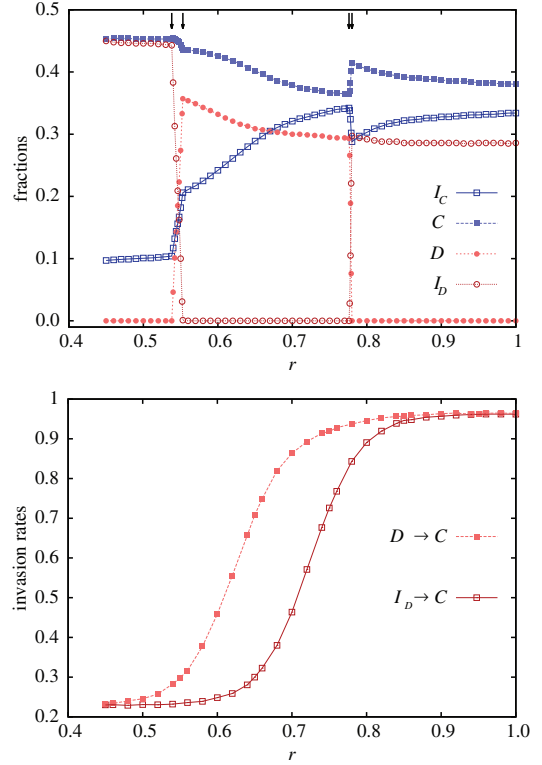 0.5
0.4
0.3
0.2
0.1
0.0
fractions
I_C
C
D
I_D
0.4 0.5 0.6 0.7 0.8 0.9 1
r
1
0.9
0.8
0.7
0.6
0.5
0.4
0.3
0.2
invasion rates
D → C
I_D → C
0.4 0.5 0.6 0.7 0.8 0.9 1.0
r